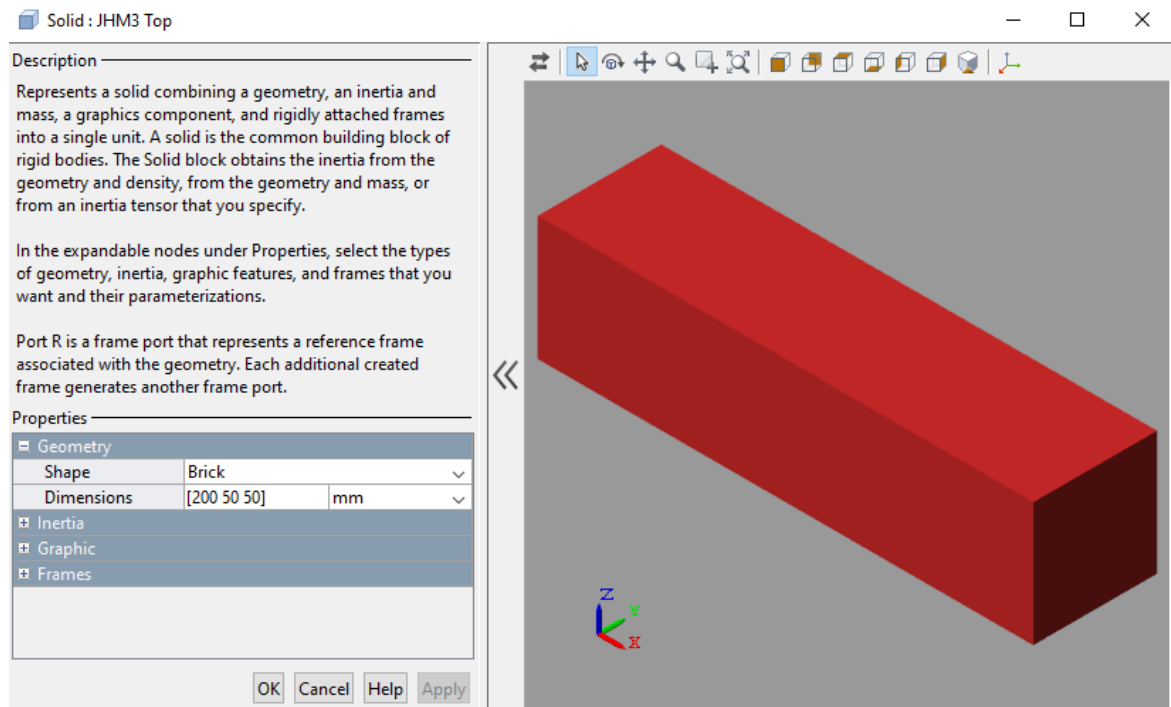 Solid : JHM3 Top
Description
Represents a solid combining a geometry, an inertia and
mass, a graphics component, and rigidly attached frames
into a single unit. A solid is the common building block of
rigid bodies. The Solid block obtains the inertia from the
geometry and density, from the geometry and mass, or
from an inertia tensor that you specify.
In the expandable nodes under Properties, select the types
of geometry, inertia, graphic features, and frames that you
want and their parameterizations.
Port R is a frame port that represents a reference frame
associated with the geometry. Each additional created
frame generates another frame port.
Properties
Geometry
Shape Brick
Dimensions [200 50 50] mm
Inertia
Graphic
Frames
OK Cancel Help Apply
Z
Y
X